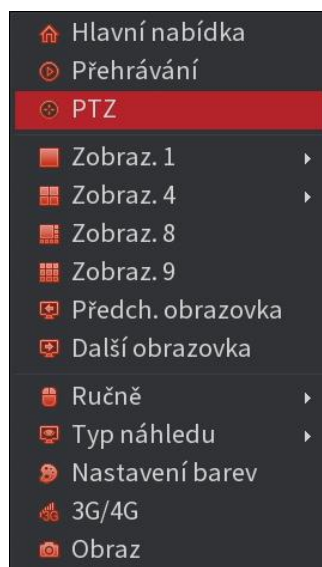 Hlavní nabídka
Přehrávání
PTZ
Zobraz. 1
Zobraz. 4
Zobraz. 8
Zobraz. 9
Předch. obrazovka
Další obrazovka
Ručně
Typ náhledu
Nastavení barev
3G/4G
Obraz